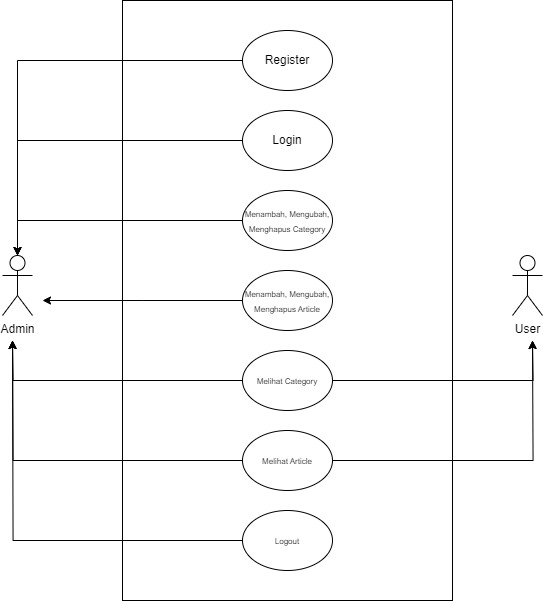 Register
Login
Menambah, Mengubah,
Menghapus Category
Menambah, Mengubah,
Menghapus Article
Admin
User
Melihat Category
Melihat Article
Logout